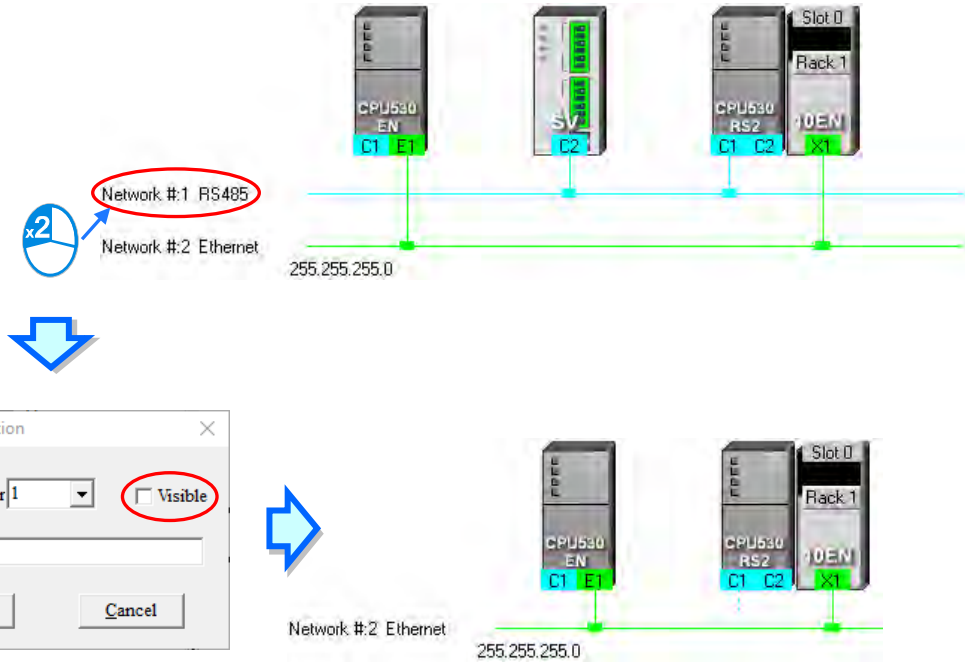 Slot 0
Rack 1
CPU530
EN
C1 E1
SV
C2
CPU530
RS2
C1 C2
10EN
X1
Network #:1 RS485
x2
Network #:2 Ethernet
255.255.255.0
tion
r 1
Visible
Cancel
Slot 0
Rack 1
CPU530
EN
C1 E1
CPU530
RS2
C1 C2
10EN
X1
Network #:2 Ethernet
255.255.255.0